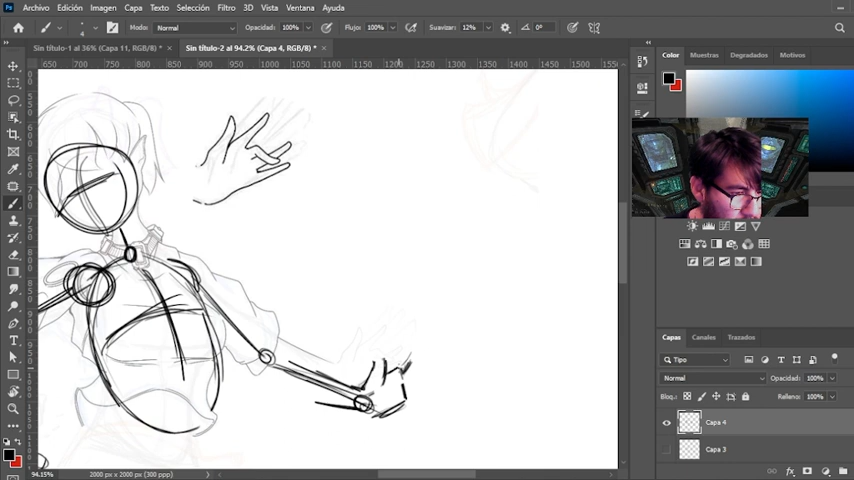 Archivo Edición Imagen Capa Texto Selección Filtro 3D Vista Ventana Ayuda
Modo: Normal Opacidad: 100% Flujo: 100% Suavizar: 12% 0°
Sin título-1 al 36% (Capa 11, RGB/8) * × Sin título-2 al 94.2% (Capa 4, RGB/8#) * ×
650 700 750 800 850 900 950 1000 1050 1100 1150 1200 1250 1300 1350 1400 1450 1500 1550
Color Muestras Degradados Motivos
Capas Canales Trazados
Tipo
Normal Opacidad: 100%
Bloq.: Relleno: 100%
Capa 4
Capa 3
94.15% 2000 px x 2000 px (300 ppp)